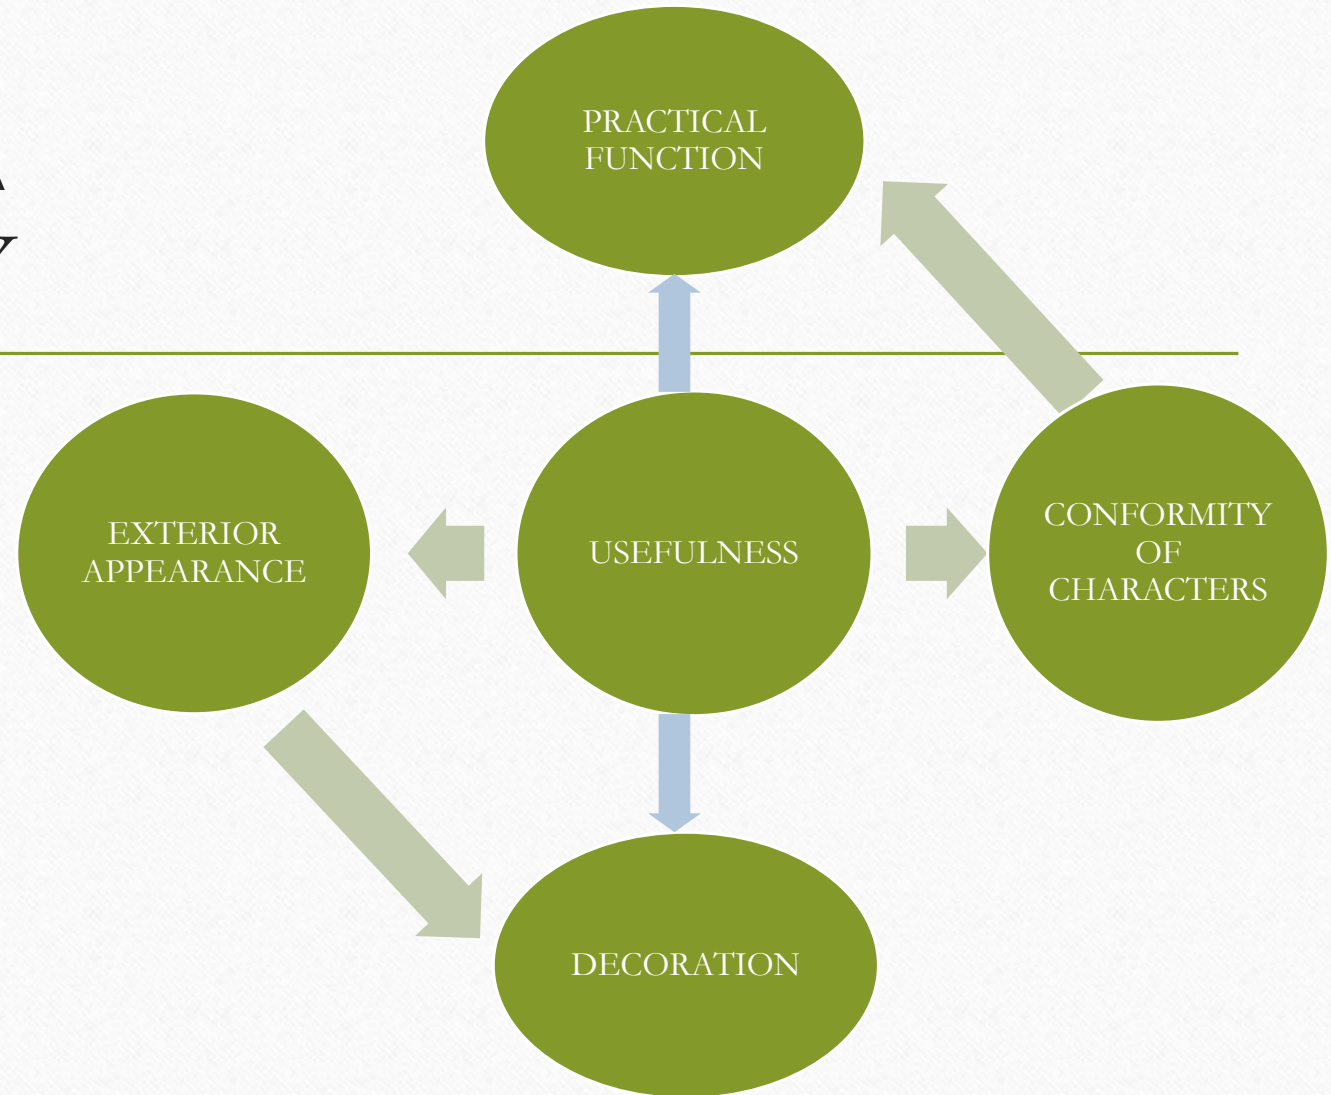 PRACTICAL
FUNCTION
EXTERIOR
APPEARANCE
USEFULNESS
CONFORMITY
OF
CHARACTERS
DECORATION